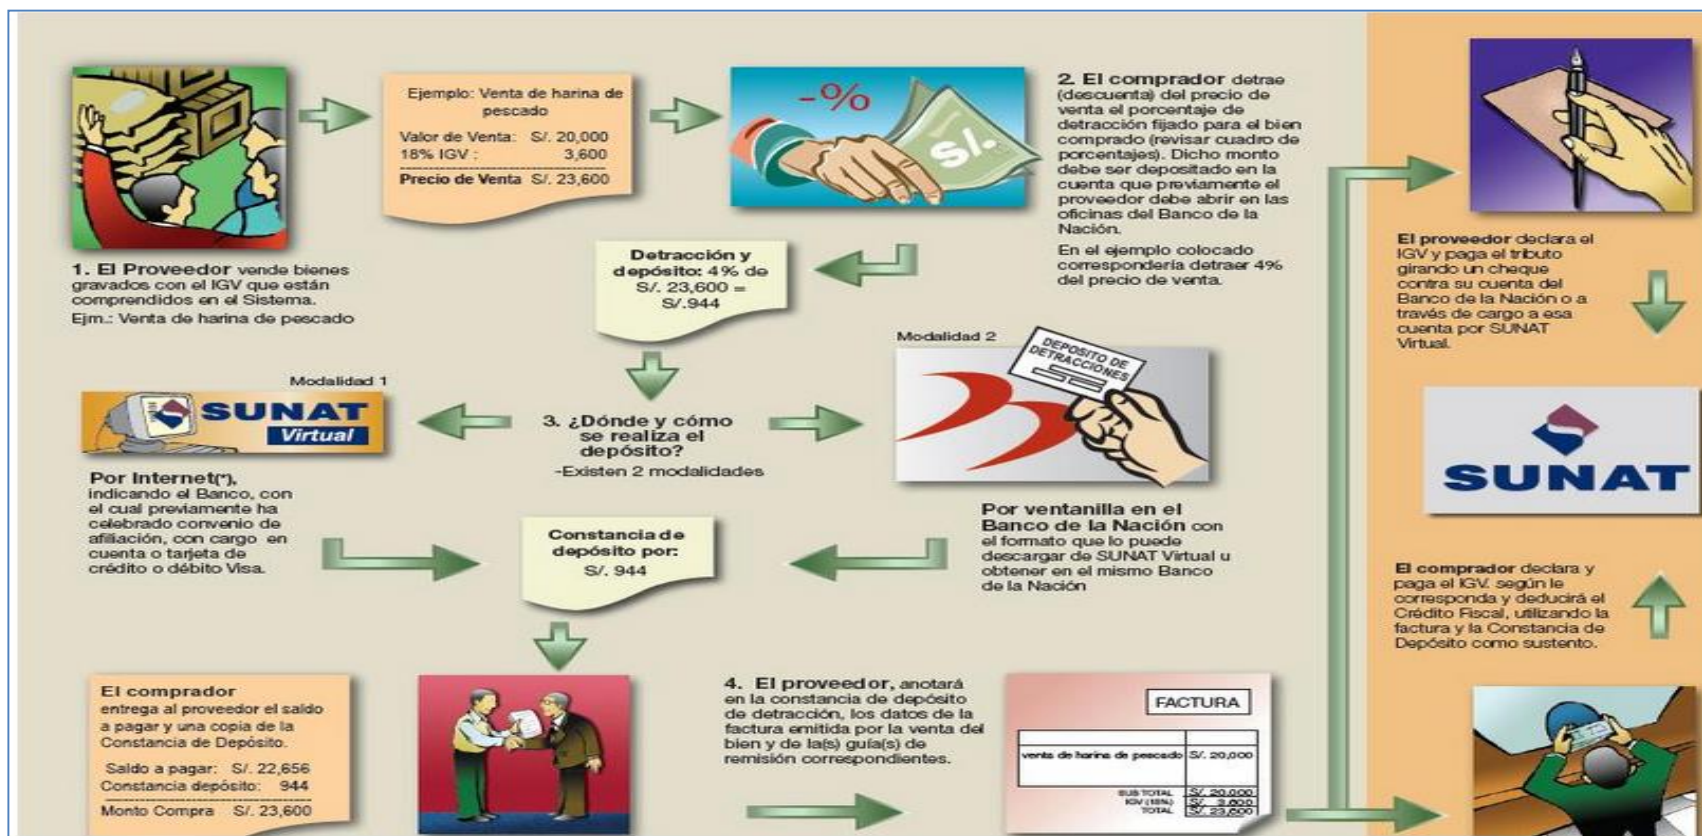 Ejemplo: Venta de harina de
pescado
Valor de Venta: S/. 20,000
18% IGV : 3,600
Precio de Venta S/. 23,600
-%
S/.
1. El Proveedor vende bienes
gravados con el IGV que están
comprendidos en el Sistema.
Ejm.: Venta de harina de pescado
2. El comprador detrae
(descuenta) del precio de
venta el porcentaje de
detracción fijado para el bien
comprado (revisar cuadro de
porcentajes). Dicho monto
debe ser depositado en la
cuenta que previamente el
proveedor debe abrir en las
oficinas del Banco de la
Nación.
En el ejemplo colocado
correspondería detraer 4%
del precio de venta.
Detracción y
depósito: 4% de
S/. 23,600 =
S/.944
3. ¿Dónde y cómo
se realiza el
depósito?
-Existen 2 modalidades
Modalidad 1
SUNAT
Virtual
Por Internet(*),
indicando el Banco, con
el cual previamente ha
celebrado convenio de
afiliación, con cargo en
cuenta o tarjeta de
crédito o débito Visa.
Modalidad 2
DEPOSITO DE
DETRACCIONES
Por ventanilla en el
Banco de la Nación con
el formato que lo puede
descargar de SUNAT Virtual u
obtener en el mismo Banco
de la Nación
Constancia de
depósito por:
S/. 944
El comprador
entrega al proveedor el saldo
a pagar y una copia de la
Constancia de Depósito.
Saldo a pagar: S/. 22,656
Constancia depósito: 944
Monto Compra S/. 23,600
4. El proveedor, anotará
en la constancia de depósito
de detracción, los datos de la
factura emitida por la venta del
bien y de la(s) guía(s) de
remisión correspondientes.
FACTURA
venta de harina de pescado S/. 20,000
SUB TOTAL S/. 20,000
IGV (18%) S/. 3,600
TOTAL S/. 23,600
El proveedor declara el
IGV y paga el tributo
girando un cheque
contra su cuenta del
Banco de la Nación o a
través de cargo a esa
cuenta por SUNAT
Virtual.
SUNAT
El comprador declara y
paga el IGV. según le
corresponda y deducirá el
Crédito Fiscal, utilizando la
factura y la Constancia de
Depósito como sustento.